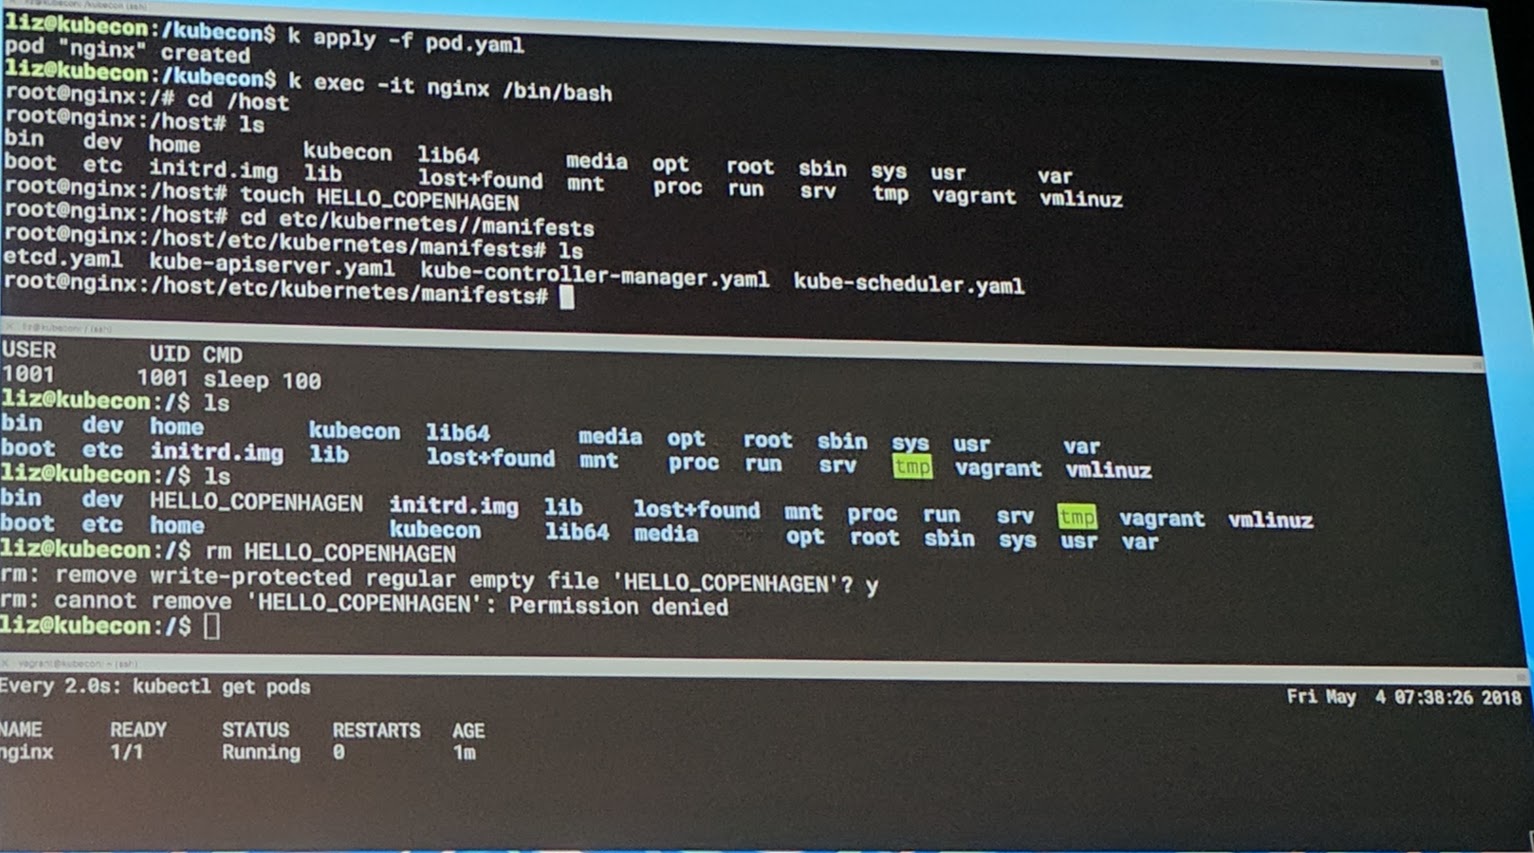 liz@kubecon: /kubecon (ssh)
liz@kubecon:/kubecon$ k apply -f pod.yaml
pod "nginx" created
liz@kubecon:/kubecon$ k exec -it nginx /bin/bash
root@nginx:/# cd /host
root@nginx:/host# ls
bin dev home kubecon lib64 media opt root sbin sys usr var
boot etc initrd.img lib lost+found mnt proc run srv tmp vagrant vmlinuz
root@nginx:/host# touch HELLO_COPENHAGEN
root@nginx:/host# cd etc/kubernetes//manifests
root@nginx:/host/etc/kubernetes/manifests# ls
etcd.yaml kube-apiserver.yaml kube-controller-manager.yaml kube-scheduler.yaml
root@nginx:/host/etc/kubernetes/manifests#
liz@kubecon: / (ssh)
USER UID CMD
1001 1001 sleep 100
liz@kubecon:/$ ls
bin dev home kubecon lib64 media opt root sbin sys usr var
boot etc initrd.img lib lost+found mnt proc run srv tmp vagrant vmlinuz
liz@kubecon:/$ ls
bin dev HELLO_COPENHAGEN initrd.img lib lost+found mnt proc run srv tmp vagrant vmlinuz
boot etc home kubecon lib64 media opt root sbin sys usr var
liz@kubecon:/$ rm HELLO_COPENHAGEN
rm: remove write-protected regular empty file 'HELLO_COPENHAGEN'? y
rm: cannot remove 'HELLO_COPENHAGEN': Permission denied
liz@kubecon:/$
vagrant@kubecon: ~ (ssh)
Every 2.0s: kubectl get pods Fri May 4 07:38:26 2018
NAME READY STATUS RESTARTS AGE
nginx 1/1 Running 0 1m